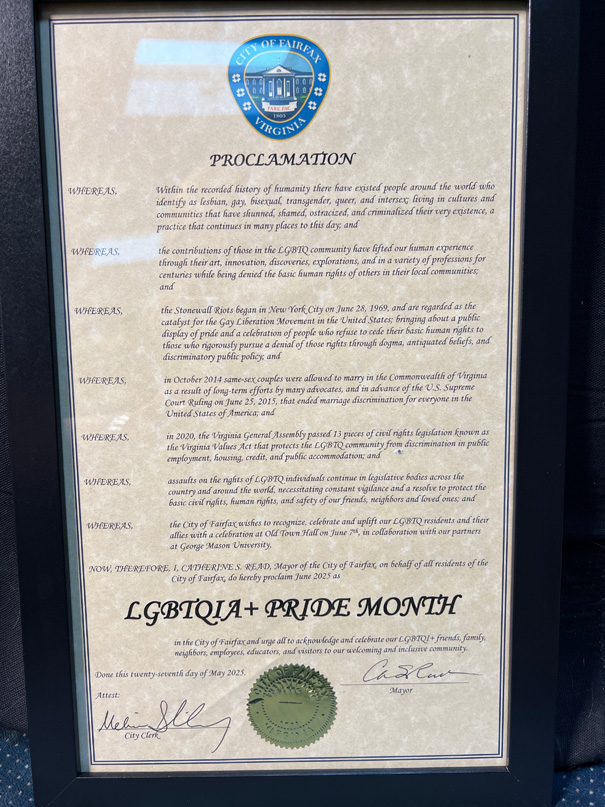 CITY OF FAIRFAX
1805
VIRGINIA
PROCLAMATION
WHEREAS, Within the recorded history of humanity there have existed people around the world who
identify as lesbian, gay, bisexual, transgender, queer, and intersex; living in cultures and
communities that have shunned, shamed, ostracized, and criminalized their very existence, a
practice that continues in many places to this day; and
WHEREAS, the contributions of those in the LGBTQ community have lifted our human experience
through their art, innovation, discoveries, explorations, and in a variety of professions for
centuries while being denied the basic human rights of others in their local communities;
and
WHEREAS, the Stonewall Riots began in New York City on June 28, 1969, and are regarded as the
catalyst for the Gay Liberation Movement in the United States; bringing about a public
display of pride and a celebration of people who refuse to cede their basic human rights to
those who rigorously pursue a denial of those rights through dogma, antiquated beliefs, and
discriminatory public policy; and
WHEREAS, in October 2014 same-sex couples were allowed to marry in the Commonwealth of Virginia
as a result of long-term efforts by many advocates, and in advance of the U.S. Supreme
Court Ruling on June 25, 2015, that ended marriage discrimination for everyone in the
United States of America; and
WHEREAS, in 2020, the Virginia General Assembly passed 13 pieces of civil rights legislation known as
the Virginia Values Act that protects the LGBTQ community from discrimination in public
employment, housing, credit, and public accommodation; and
WHEREAS, assaults on the rights of LGBTQ individuals continue in legislative bodies across the
country and around the world, necessitating constant vigilance and a resolve to protect the
basic civil rights, human rights, and safety of our friends, neighbors and loved ones; and
WHEREAS, the City of Fairfax wishes to recognize, celebrate and uplift our LGBTQ residents and their
allies with a celebration at Old Town Hall on June 7th, in collaboration with our partners
at George Mason University,
NOW, THEREFORE, I, CATHERINE S. READ, Mayor of the City of Fairfax, on behalf of all residents of the
City of Fairfax, do hereby proclaim June 2025 as
LGBTQIA+ PRIDE MONTH
in the City of Fairfax and urge all to acknowledge and celebrate our LGBTQI+ friends, family,
neighbors, employees, educators, and visitors to our welcoming and inclusive community.
Done this twenty-seventh day of May 2025.
Mayor
Attest:
City Clerk